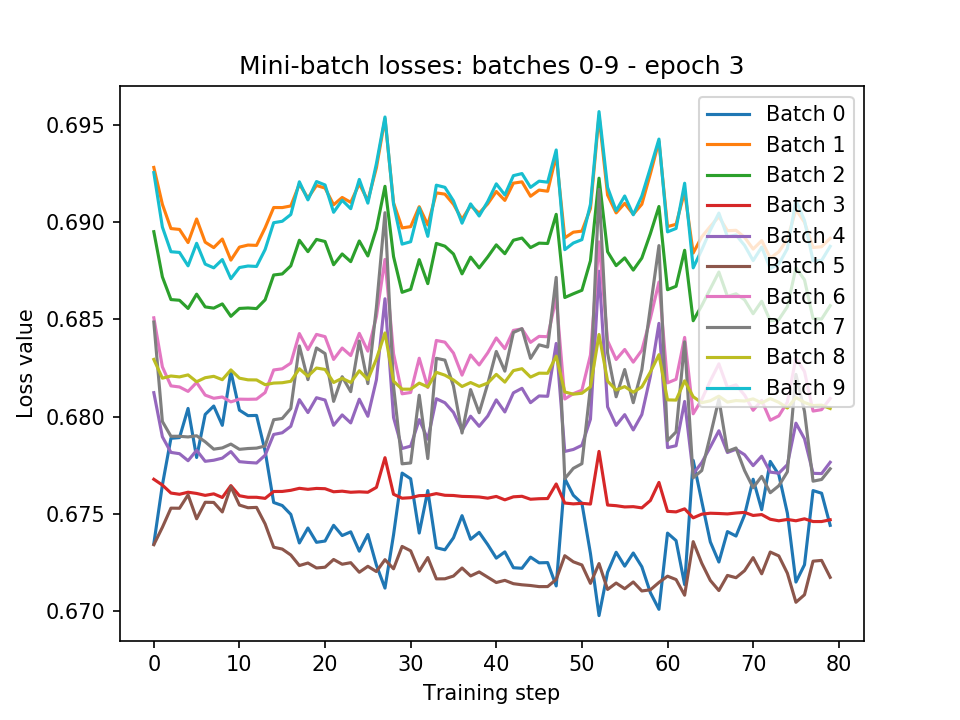 Mini-batch losses: batches 0-9 - epoch 3
0.695
0.690
0.685
0.680
0.675
0.670
Loss value
0
10
20
30
40
50
60
70
80
Training step
Batch 0
Batch 1
Batch 2
Batch 3
Batch 4
Batch 5
Batch 6
Batch 7
Batch 8
Batch 9